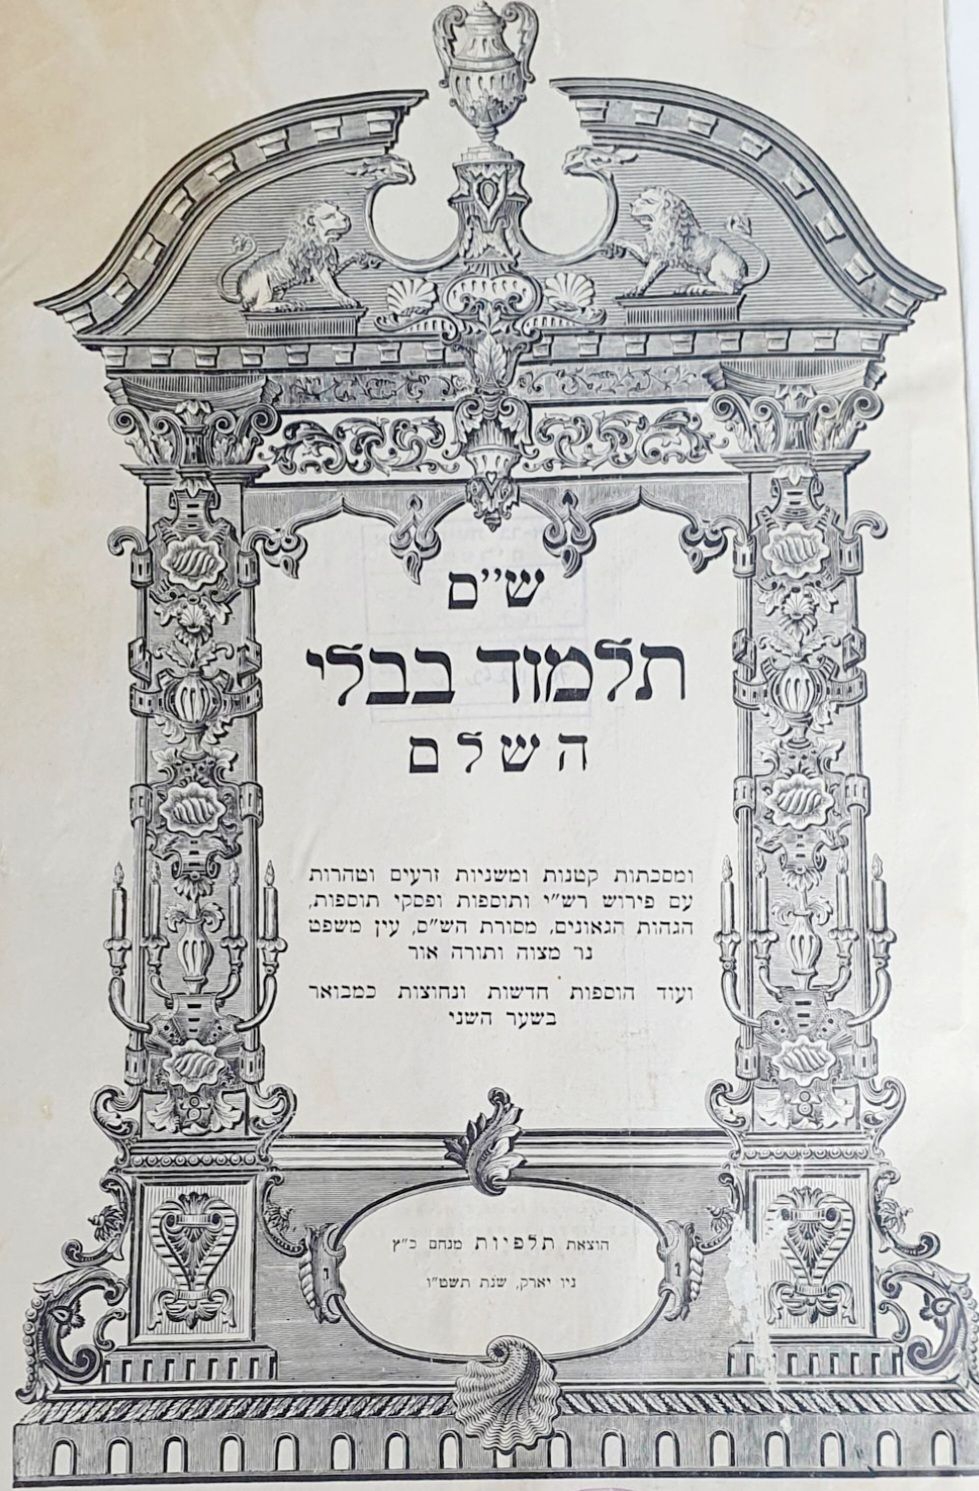 ש״ס
תלמוד בבלי
השלם
ומסכתות קטנות ומשניות זרעים וטהרות
עם פירוש רש״י ותוספות ופסקי תוספות,
הגהות הגאונים, מסורת הש״ס, עין משפט
נר מצוה ותורה אור
ועוד הוספות חדשות ונחוצות כמבואר
בשער השני
הוצאת תלפיות מנחם כ״ץ
ניו יארק, שנת תשט״ו